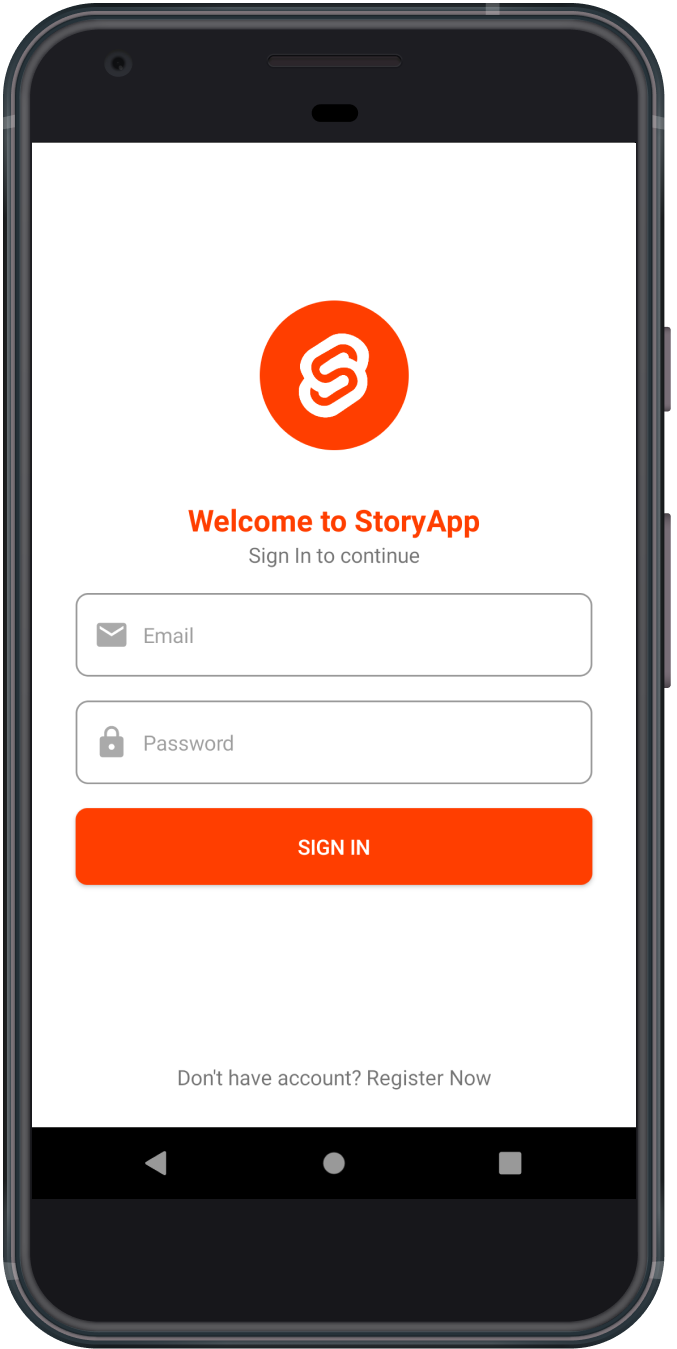 Welcome to StoryApp
Sign In to continue
Email
Password
SIGN IN
Don't have account? Register Now